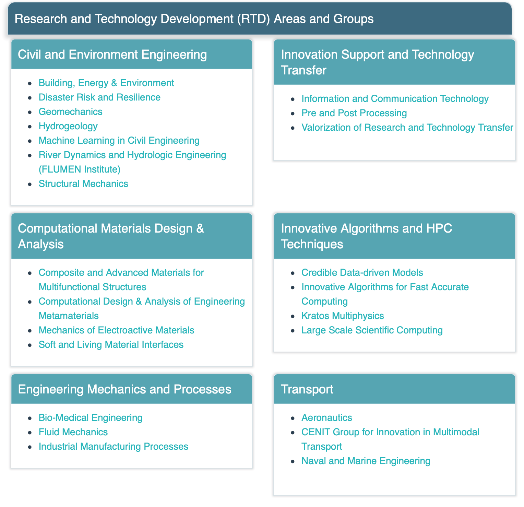 Research and Technology Development (RTD) Areas and Groups
Civil and Environment Engineering
Building, Energy & Environment
Disaster Risk and Resilience
Geomechanics
Hydrogeology
Machine Learning in Civil Engineering
River Dynamics and Hydrologic Engineering
(FLUMEN Institute)
Structural Mechanics
Innovation Support and Technology
Transfer
Information and Communication Technology
Pre and Post Processing
Valorization of Research and Technology Transfer
Computational Materials Design &
Analysis
Composite and Advanced Materials for
Multifunctional Structures
Computational Design & Analysis of Engineering
Metamaterials
Mechanics of Electroactive Materials
Soft and Living Material Interfaces
Innovative Algorithms and HPC
Techniques
Credible Data-driven Models
Innovative Algorithms for Fast Accurate
Computing
Kratos Multiphysics
Large Scale Scientific Computing
Engineering Mechanics and Processes
Bio-Medical Engineering
Fluid Mechanics
Industrial Manufacturing Processes
Transport
Aeronautics
CENIT Group for Innovation in Multimodal
Transport
Naval and Marine Engineering